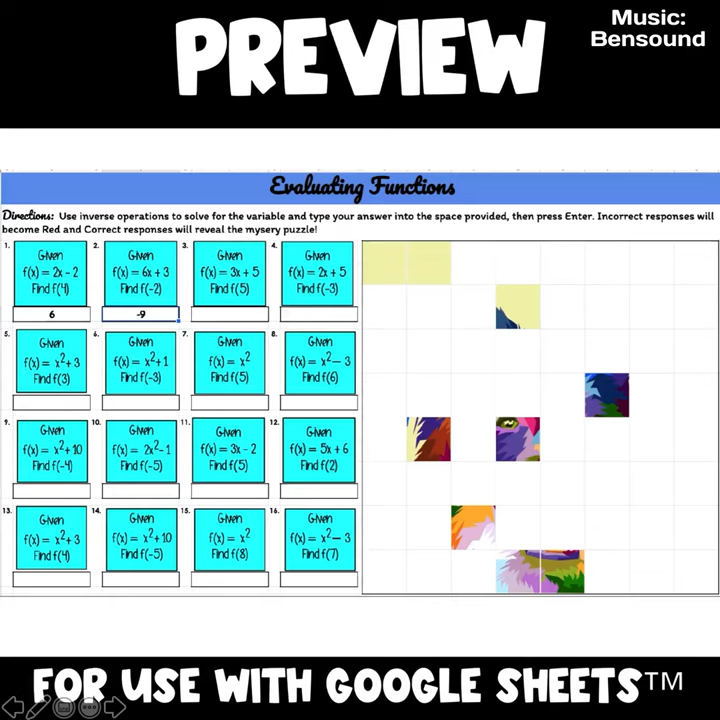 PREVIEW
Music:
Bensound
Evaluating Functions
Directions: Use inverse operations to solve for the variable and type your answer into the space provided, then press Enter. Incorrect responses will
become Red and Correct responses will reveal the mysery puzzle!
1.
Given
f(x) = 2x - 2
Find f(4)
6
2.
Given
f(x) = 6x + 3
Find f(-2)
-9
3.
Given
f(x) = 3x + 5
Find f(5)
4.
Given
f(x) = 2x + 5
Find f(-3)
5.
Given
f(x) = x²+ 3
Find f(3)
6.
Given
f(x) = x²+1
Find f(-3)
7.
Given
f(x) = x²
Find f(5)
8.
Given
f(x) = x²– 3
Find f(6)
9.
Given
f(x) = x²+10
Find f(-4)
10.
Given
f(x) = 2x²-1
Find f(-5)
11.
Given
f(x) = 3x - 2
Find f(5)
12.
Given
f(x) = 5x + 6
Find f(2)
13.
Given
f(x) = x²+ 3
Find f(4)
14.
Given
f(x) = x²+10
Find f(-5)
15.
Given
f(x) = x²
Find f(8)
16.
Given
f(x) = x²– 3
Find f(7)
FOR USE WITH GOOGLE SHEETS™